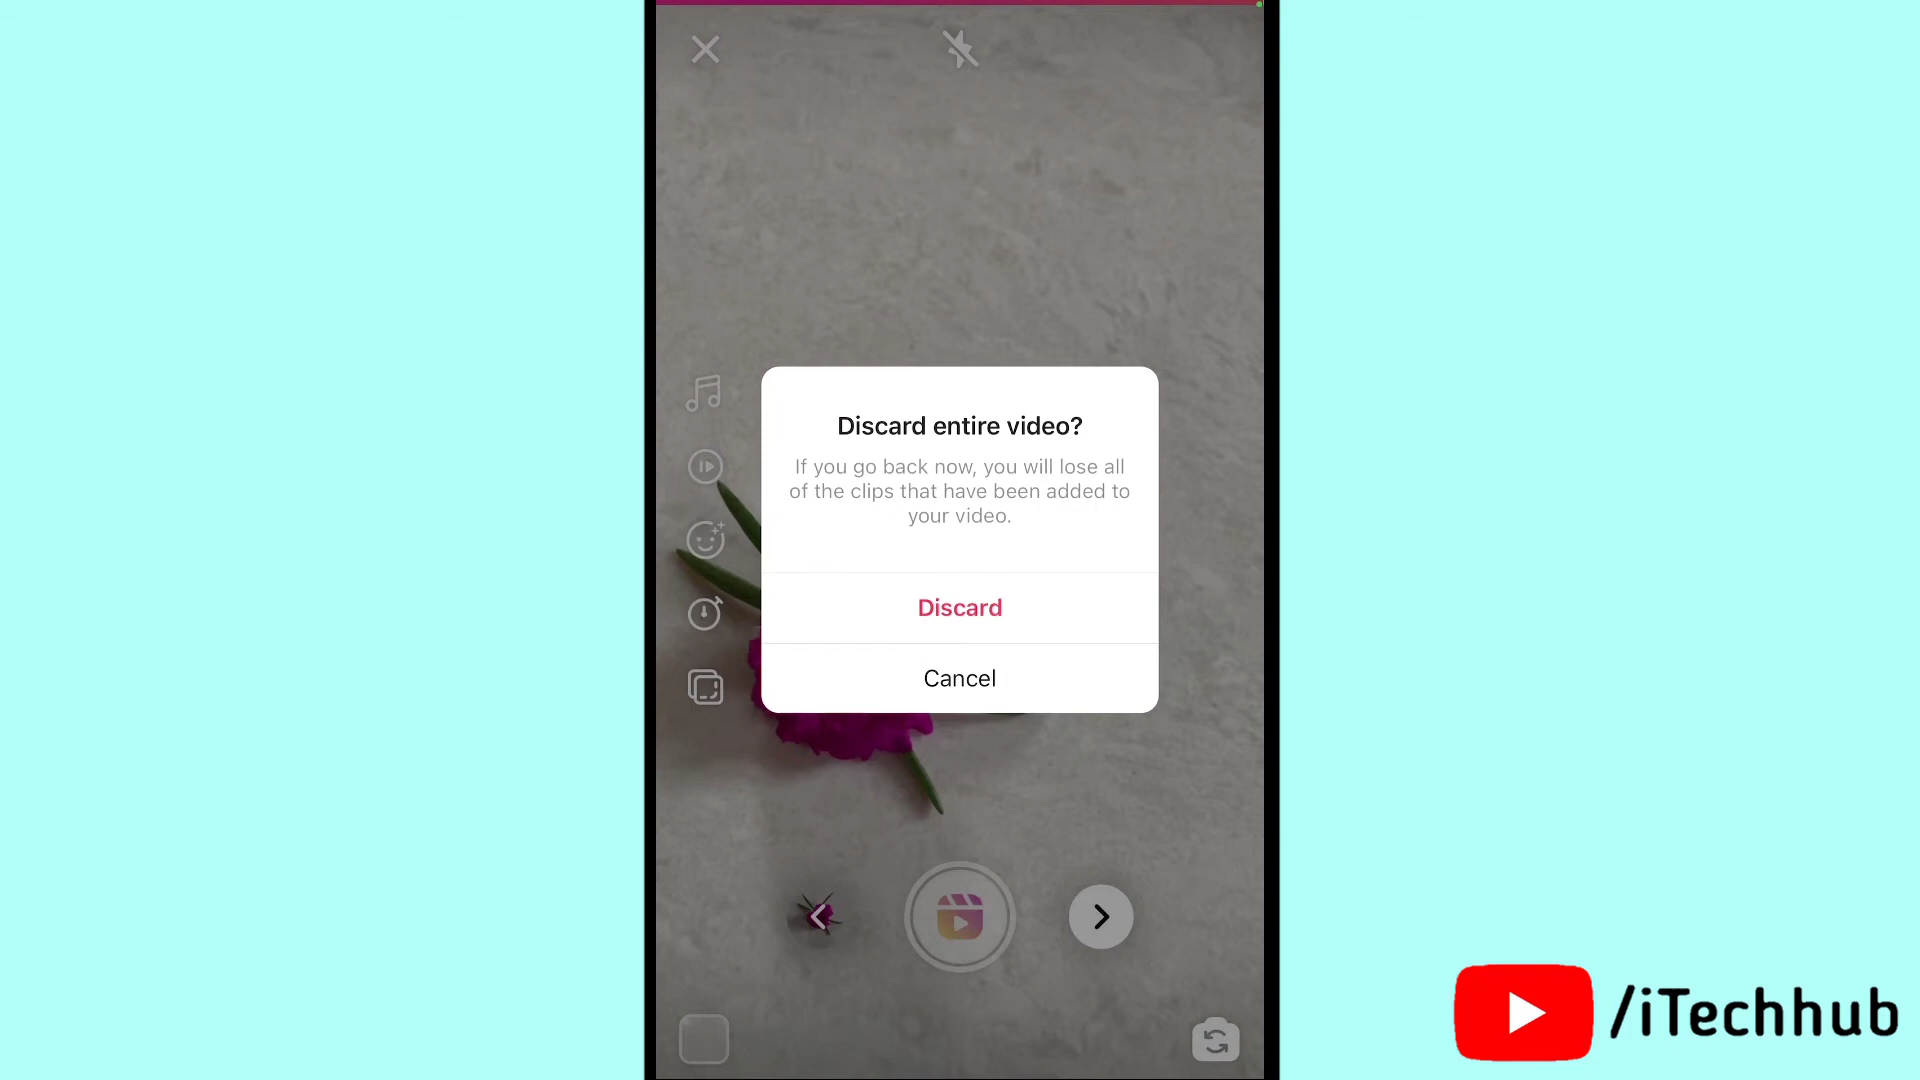 Discard entire video?
If you go back now, you will lose all
of the clips that have been added to
your video.
Discard
Cancel
/iTechhub